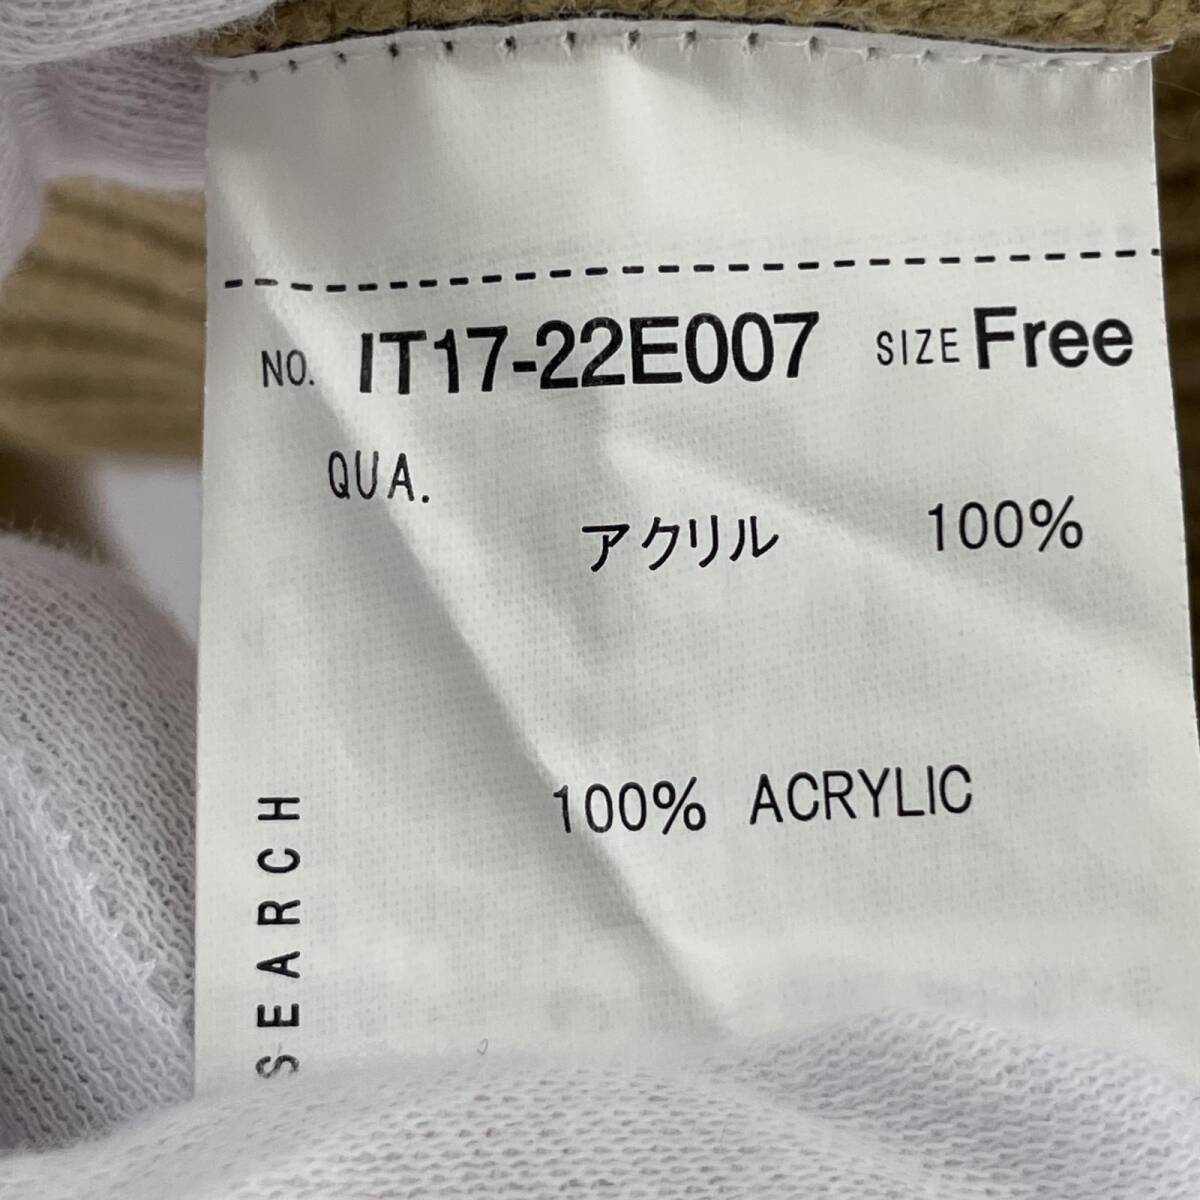 NO. IT17-22E007 SIZE Free
QUA.
アクリル 100%
100% ACRYLIC
SEARCH